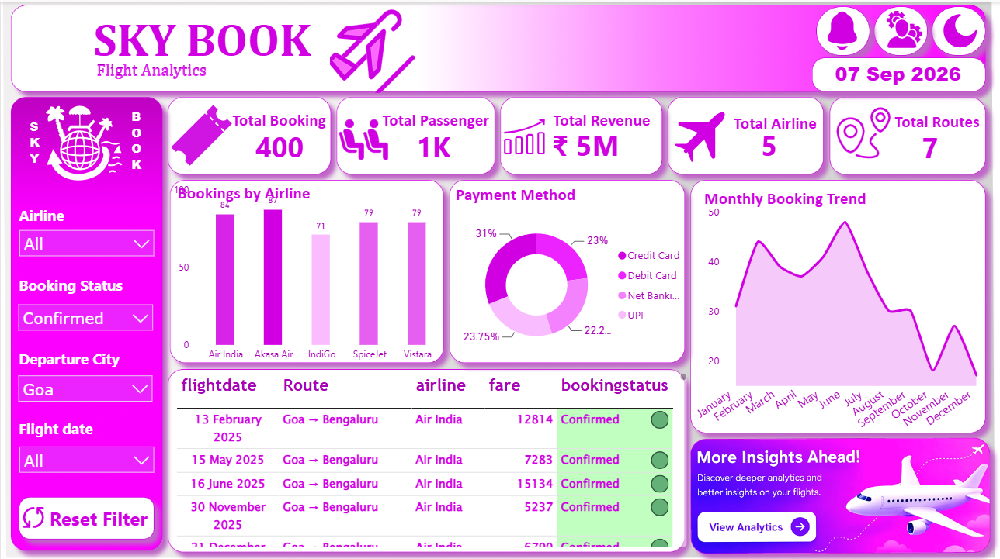 SKY BOOK
Flight Analytics
07 Sep 2026
SKY
BOOK
Airline
All
Booking Status
Confirmed
Departure City
Goa
Flight date
All
Reset Filter
Total Booking
400
Total Passenger
1K
Total Revenue
₹ 5M
Total Airline
5
Total Routes
7
Bookings by Airline
100
50
0
84
87
71
79
79
Air India
Akasa Air
IndiGo
SpiceJet
Vistara
Payment Method
31%
23%
23.75%
22.2...
Credit Card
Debit Card
Net Banki...
UPI
Monthly Booking Trend
50
40
30
20
January
February
March
April
May
June
July
August
September
October
November
December
flightdate Route airline fare bookingstatus
13 February Goa → Bengaluru Air India 12814 Confirmed
2025
15 May 2025 Goa → Bengaluru Air India 7283 Confirmed
16 June 2025 Goa → Bengaluru Air India 15134 Confirmed
30 November Goa → Bengaluru Air India 5237 Confirmed
2025
21 December Goa → Bengaluru Air India 6790 Confirmed
More Insights Ahead!
Discover deeper analytics and
better insights on your flights.
View Analytics